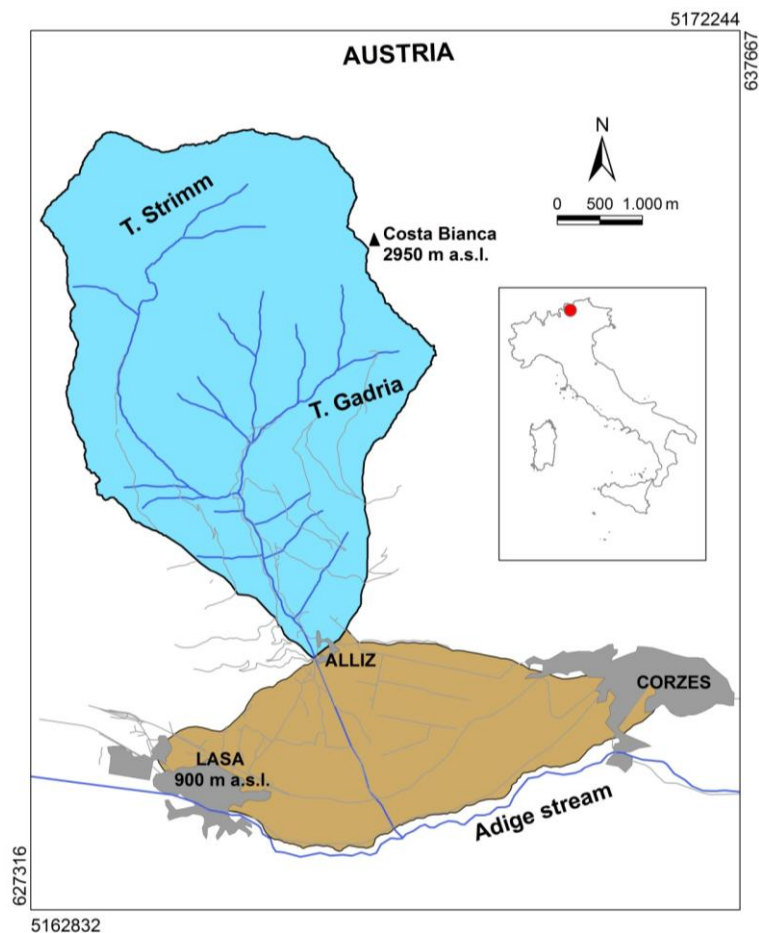 5172244
637667
AUSTRIA
N
0 500 1.000 m
T. Strimm
Costa Bianca
2950 m a.s.l.
T. Gadria
ALLIZ
CORZES
LASA
900 m a.s.l.
Adige stream
627316
5162832